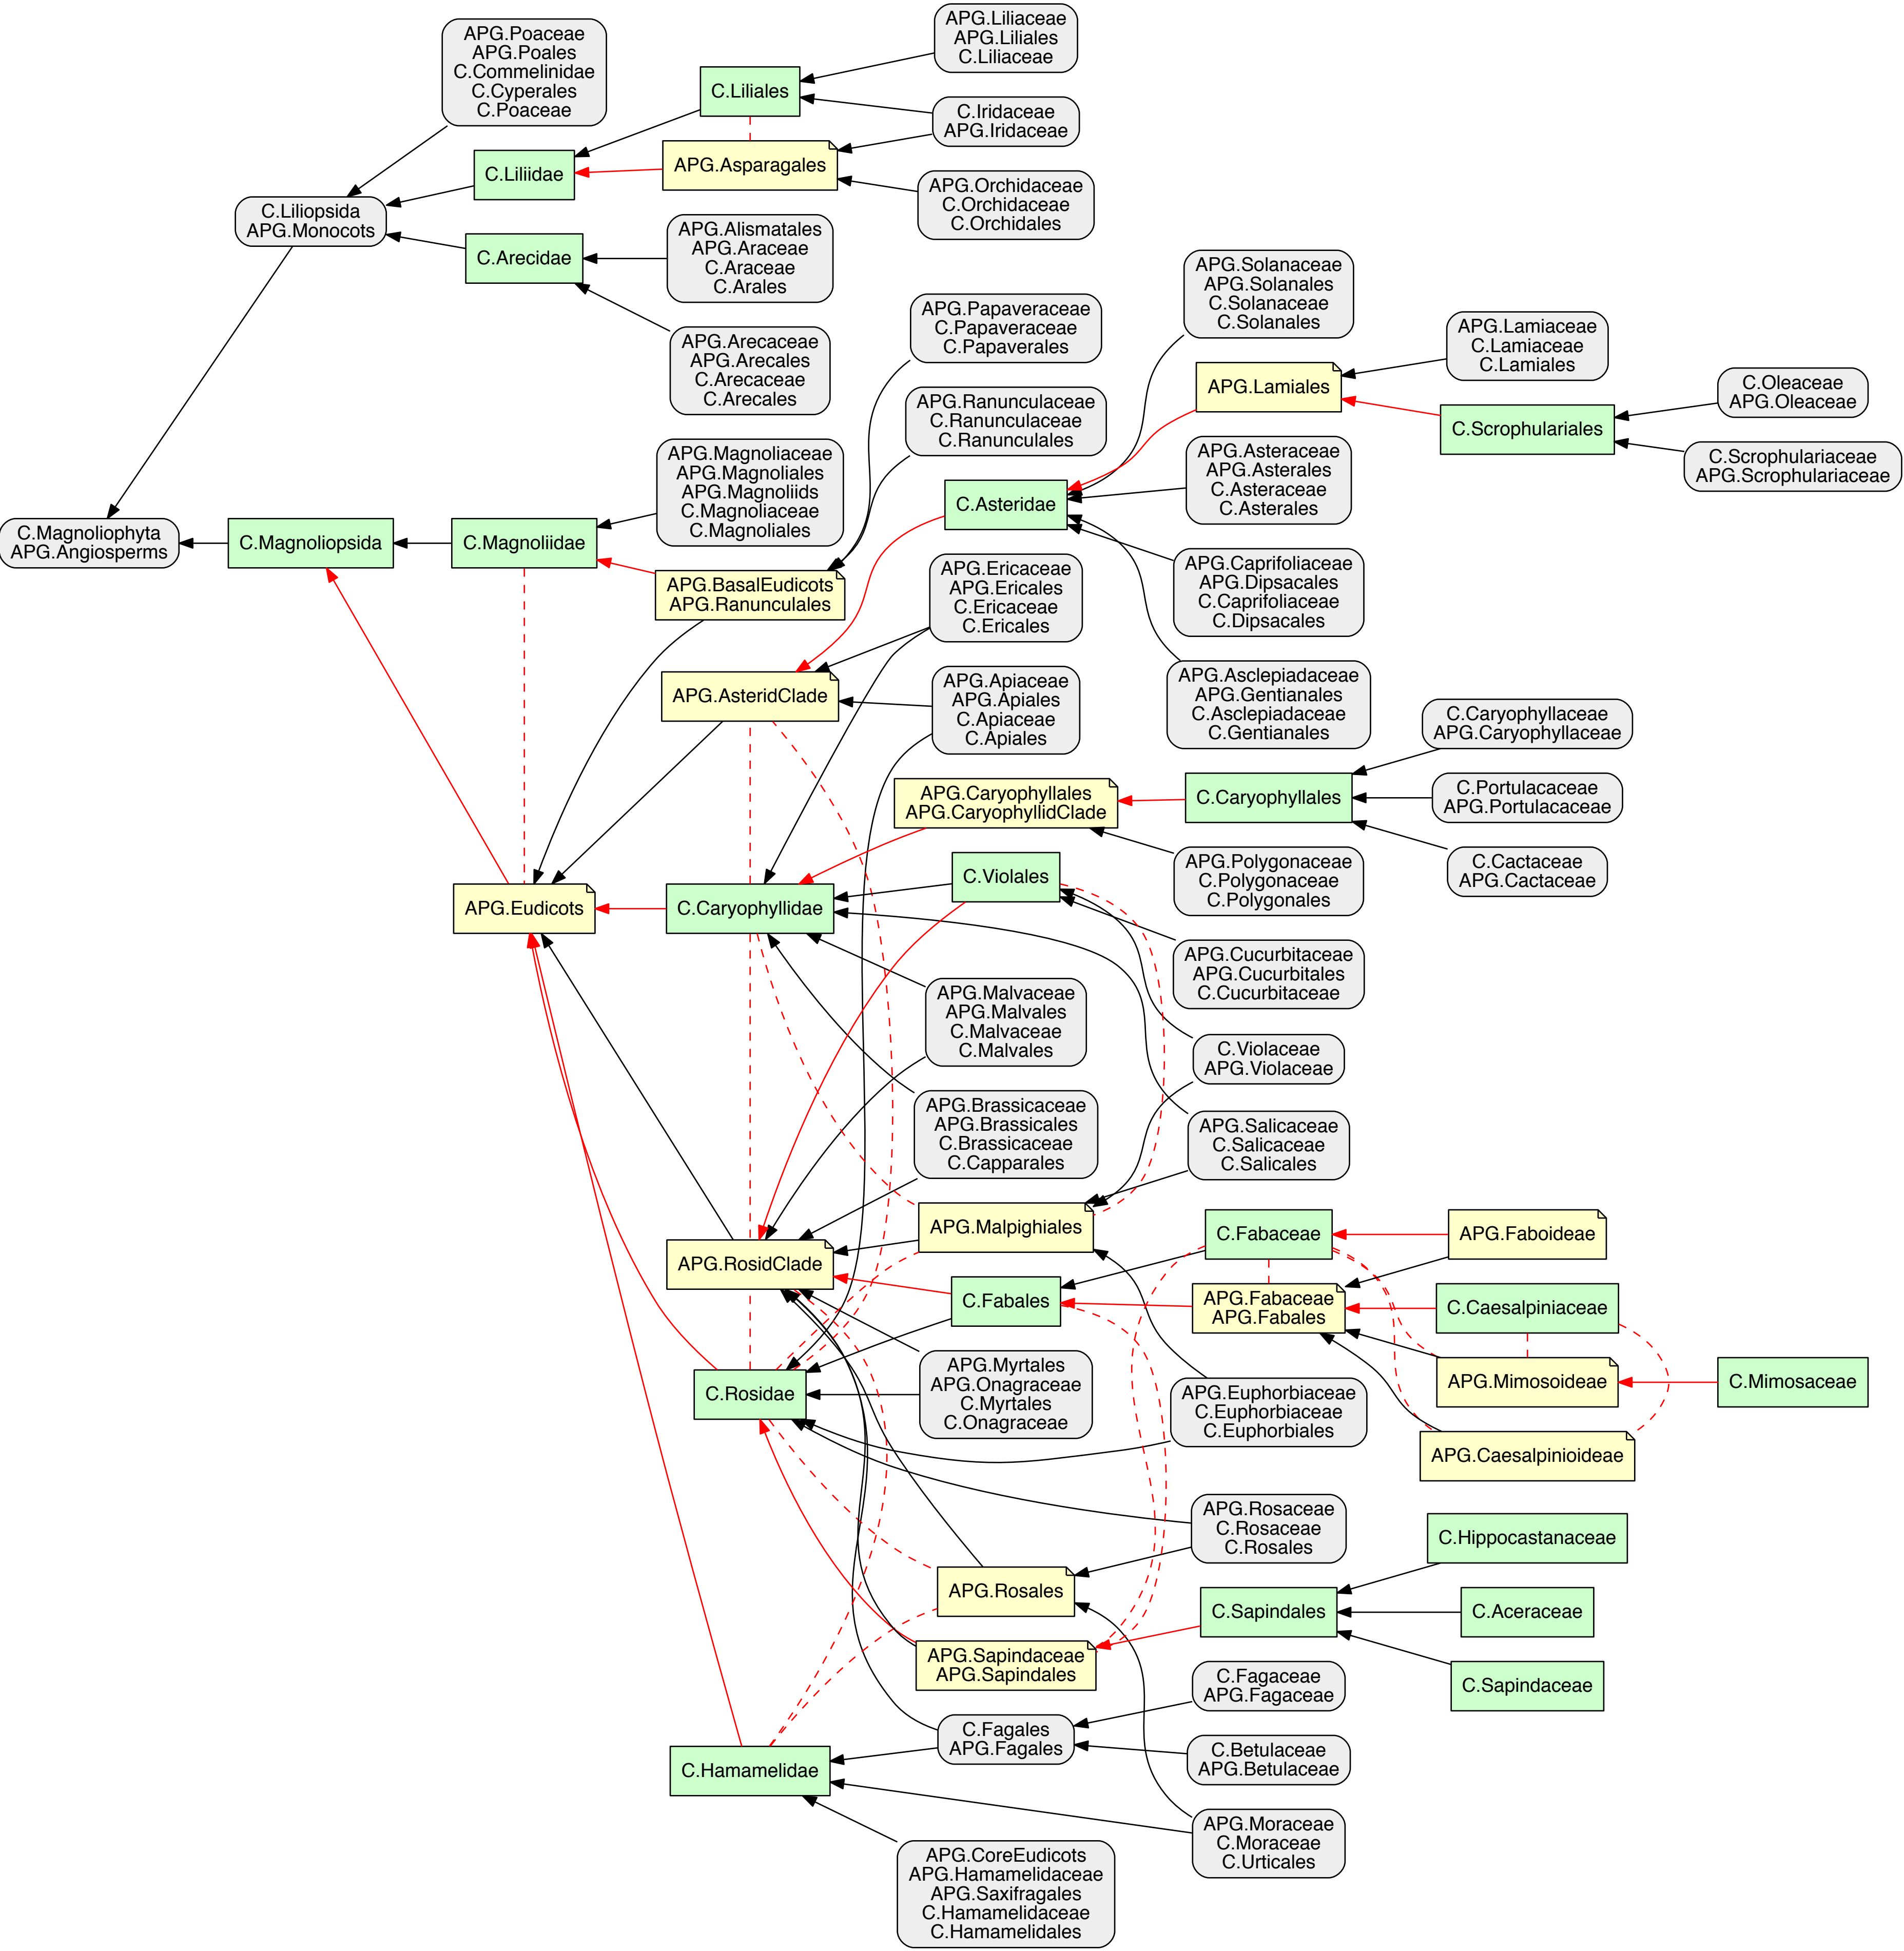 APG.Poaceae
APG.Poales
C.Commelinidae
C.Cyperales
C.Poaceae
C.Liliales
APG.Liliaceae
APG.Liliales
C.Liliaceae
C.Iridaceae
APG.Iridaceae
APG.Asparagales
C.Liliidae
APG.Orchidaceae
C.Orchidaceae
C.Orchidales
C.Liliopsida
APG.Monocots
C.Arecidae
APG.Alismatales
APG.Araceae
C.Araceae
C.Arales
APG.Arecaceae
APG.Arecales
C.Arecaceae
C.Arecales
APG.Papaveraceae
C.Papaveraceae
C.Papaverales
APG.Solanaceae
APG.Solanales
C.Solanaceae
C.Solanales
APG.Lamiaceae
C.Lamiaceae
C.Lamiales
APG.Lamiales
C.Oleaceae
APG.Oleaceae
C.Scrophulariales
C.Scrophulariaceae
APG.Scrophulariaceae
APG.Ranunculaceae
C.Ranunculaceae
C.Ranunculales
APG.Magnoliaceae
APG.Magnoliales
APG.Magnoliids
C.Magnoliaceae
C.Magnoliales
APG.Asteraceae
APG.Asterales
C.Asteraceae
C.Asterales
C.Asteridae
C.Magnoliophyta
APG.Angiosperms
C.Magnoliopsida
C.Magnoliidae
APG.BasalEudicots
APG.Ranunculales
APG.Ericaceae
APG.Ericales
C.Ericaceae
C.Ericales
APG.Caprifoliaceae
APG.Dipsacales
C.Caprifoliaceae
C.Dipsacales
APG.AsteridClade
APG.Apiaceae
APG.Apiales
C.Apiaceae
C.Apiales
APG.Asclepiadaceae
APG.Gentianales
C.Asclepiadaceae
C.Gentianales
C.Caryophyllaceae
APG.Caryophyllaceae
APG.Caryophyllales
APG.CaryophyllidClade
C.Caryophyllales
C.Portulacaceae
APG.Portulacaceae
C.Cactaceae
APG.Cactaceae
APG.Polygonaceae
C.Polygonaceae
C.Polygonales
C.Violales
APG.Eudicots
C.Caryophyllidae
APG.Cucurbitaceae
APG.Cucurbitales
C.Cucurbitaceae
APG.Malvaceae
APG.Malvales
C.Malvaceae
C.Malvales
C.Violaceae
APG.Violaceae
APG.Brassicaceae
APG.Brassicales
C.Brassicaceae
C.Capparales
APG.Salicaceae
C.Salicaceae
C.Salicales
APG.Malpighiales
C.Fabaceae
APG.Faboideae
APG.RosidClade
C.Fabales
APG.Fabaceae
APG.Fabales
C.Caesalpiniaceae
C.Rosidae
APG.Myrtales
APG.Onagraceae
C.Myrtales
C.Onagraceae
APG.Euphorbiaceae
C.Euphorbiaceae
C.Euphorbiales
APG.Mimosoideae
C.Mimosaceae
APG.Caesalpinioideae
APG.Rosaceae
C.Rosaceae
C.Rosales
C.Hippocastanaceae
APG.Rosales
C.Sapindales
C.Aceraceae
APG.Sapindaceae
APG.Sapindales
C.Sapindaceae
C.Fagaceae
APG.Fagaceae
C.Fagales
APG.Fagales
C.Betulaceae
APG.Betulaceae
C.Hamamelidae
APG.Moraceae
C.Moraceae
C.Urticales
APG.CoreEudicots
APG.Hamamelidaceae
APG.Saxifragales
C.Hamamelidaceae
C.Hamamelidales